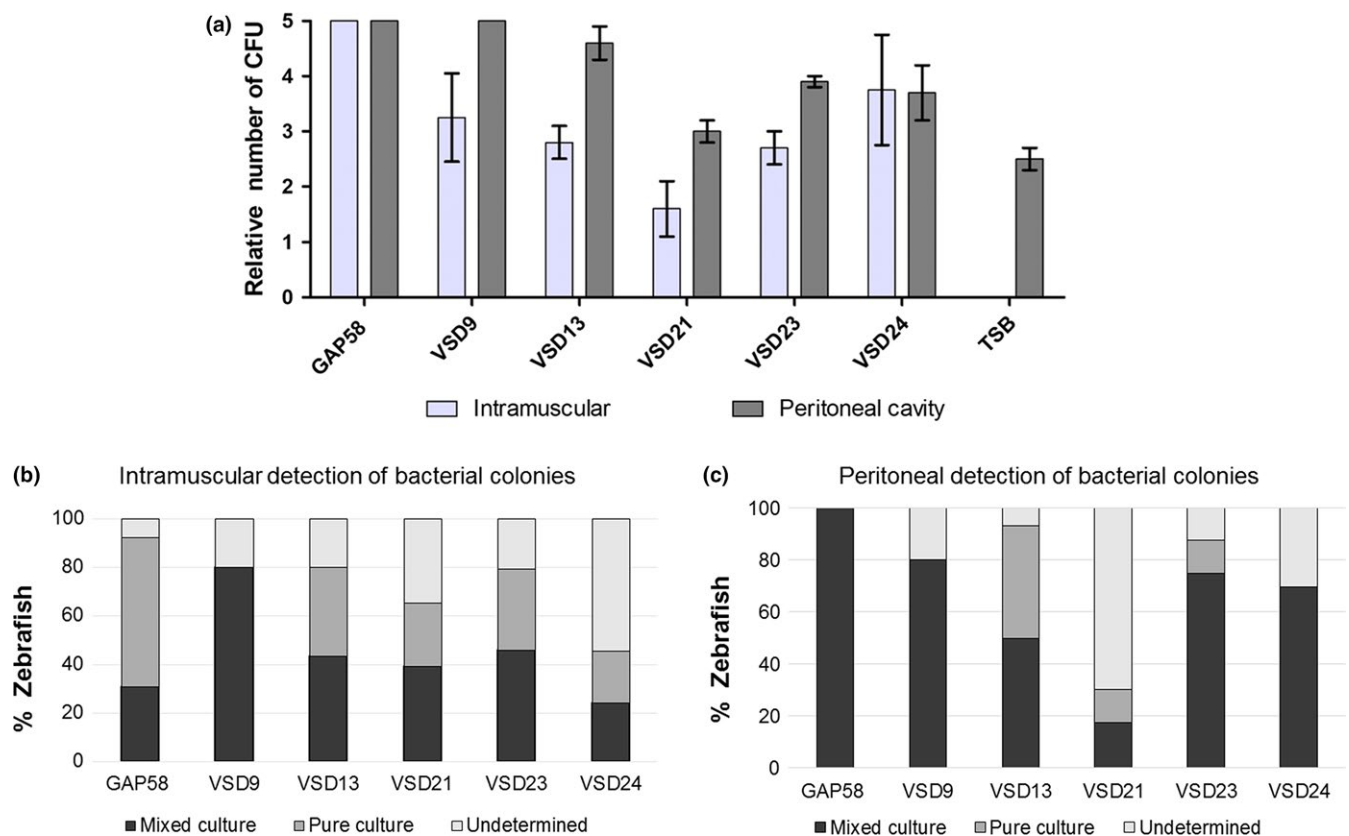 (a)
Relative number of CFU
5
4
3
2
1
0
GAP58 VSD9 VSD13 VSD21 VSD23 VSD24 TSB
Intramuscular Peritoneal cavity
(b) Intramuscular detection of bacterial colonies
% Zebrafish
100
80
60
40
20
0
GAP58 VSD9 VSD13 VSD21 VSD23 VSD24
Mixed culture Pure culture Undetermined
(c) Peritoneal detection of bacterial colonies
% Zebrafish
100
80
60
40
20
0
GAP58 VSD9 VSD13 VSD21 VSD23 VSD24
Mixed culture Pure culture Undetermined